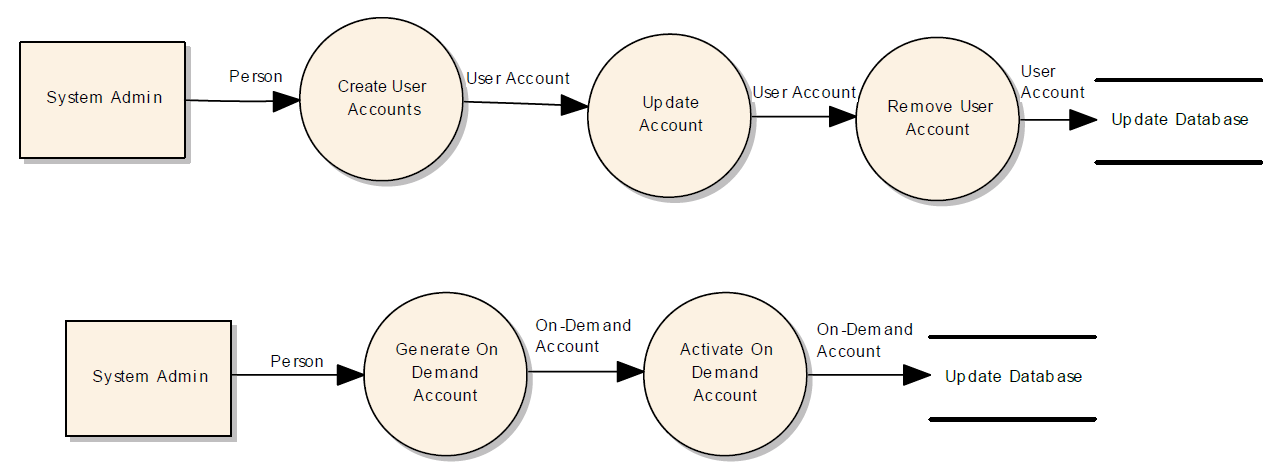 System Admin
Person
Create User
Accounts
User Account
Update
Account
User Account
Remove User
Account
User
Account
Update Database
System Admin
Person
Generate On
Demand
Account
On-Demand
Account
Activate On
Demand
Account
On-Demand
Account
Update Database